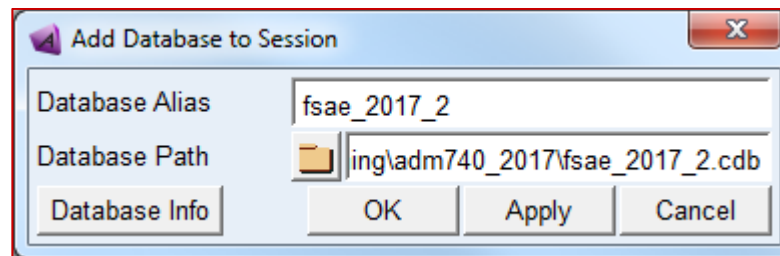 Add Database to Session
Database Alias fsae_2017_2
Database Path ing\adm740_2017\fsae_2017_2.cdb
Database Info OK Apply Cancel